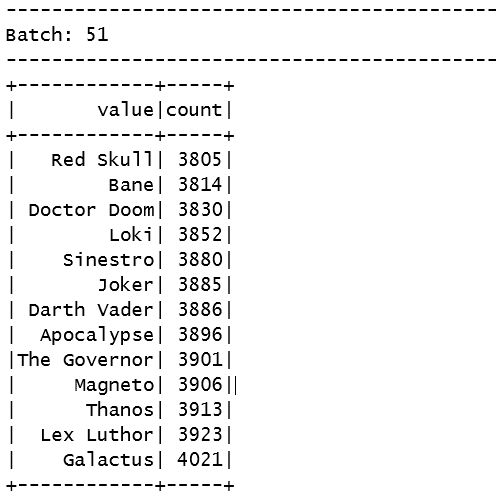 -------------------------------------------
Batch: 51
-------------------------------------------
+------------+-----+
|       value|count|
+------------+-----+
|   Red Skull| 3805|
|        Bane| 3814|
| Doctor Doom| 3830|
|        Loki| 3852|
|    Sinestro| 3880|
|       Joker| 3885|
| Darth Vader| 3886|
|  Apocalypse| 3896|
|The Governor| 3901|
|     Magneto| 3906||
|      Thanos| 3913|
|  Lex Luthor| 3923|
|    Galactus| 4021|
+------------+-----+